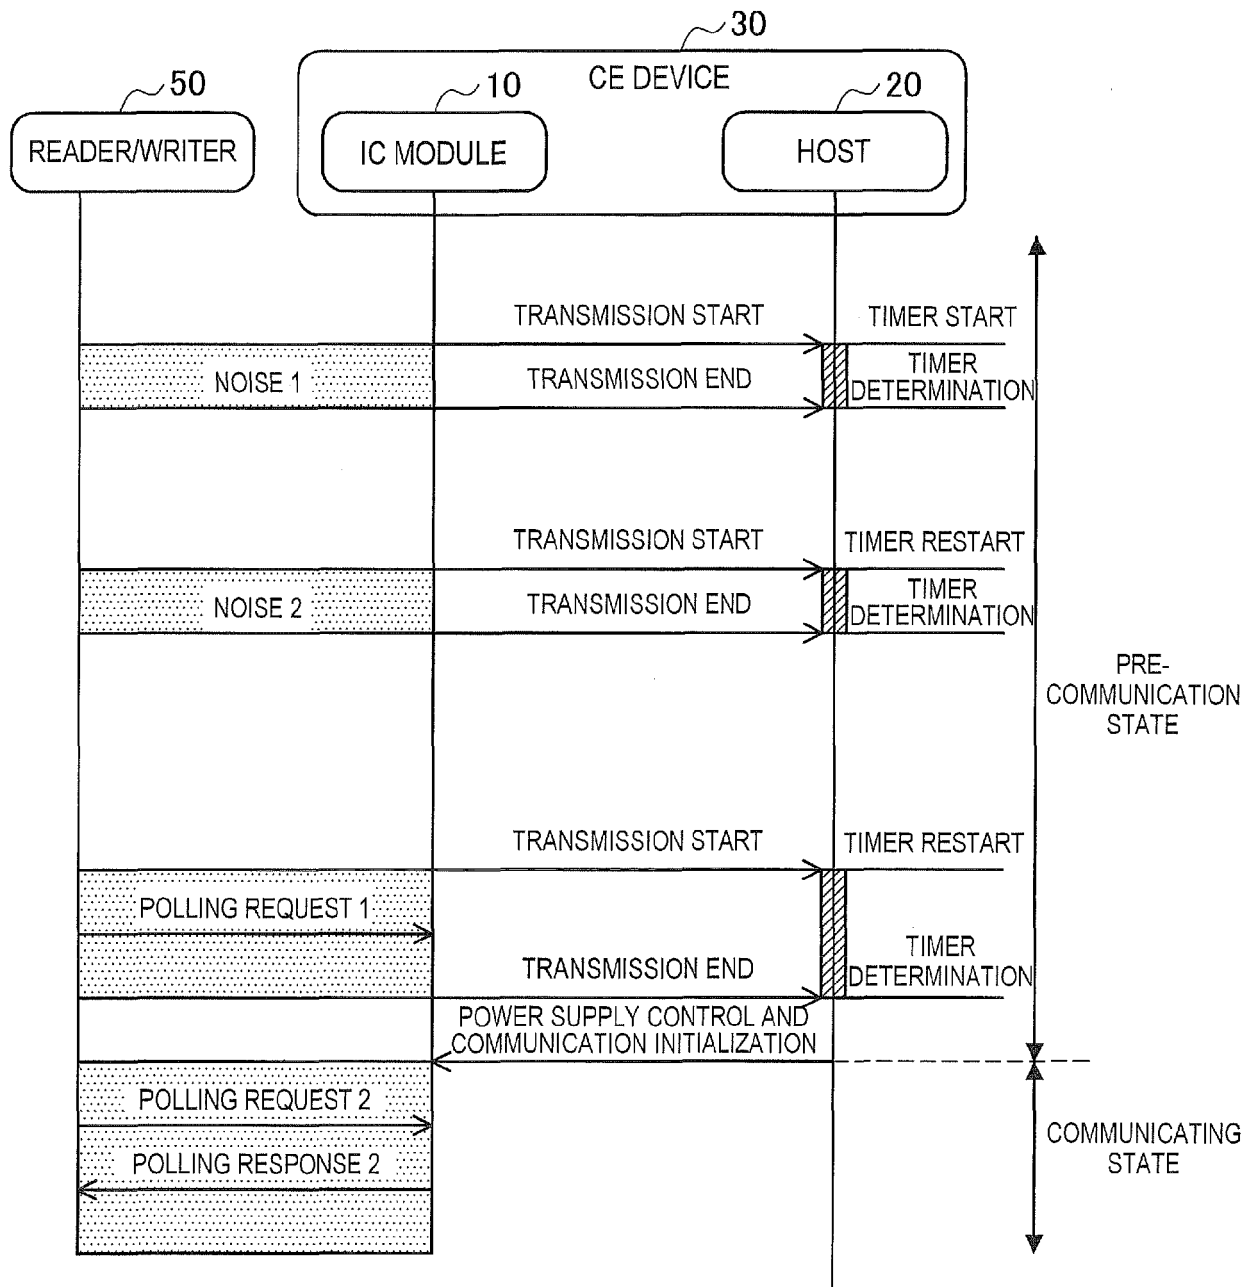 30
CE DEVICE
50
10
20
READER/WRITER
IC MODULE
HOST
TRANSMISSION START
TIMER START
NOISE 1
TRANSMISSION END
TIMER
DETERMINATION
TRANSMISSION START
TIMER RESTART
NOISE 2
TRANSMISSION END
TIMER
DETERMINATION
PRE-
COMMUNICATION
STATE
TRANSMISSION START
TIMER RESTART
POLLING REQUEST 1
TRANSMISSION END
TIMER
DETERMINATION
POWER SUPPLY CONTROL AND
COMMUNICATION INITIALIZATION
POLLING REQUEST 2
POLLING RESPONSE 2
COMMUNICATING
STATE